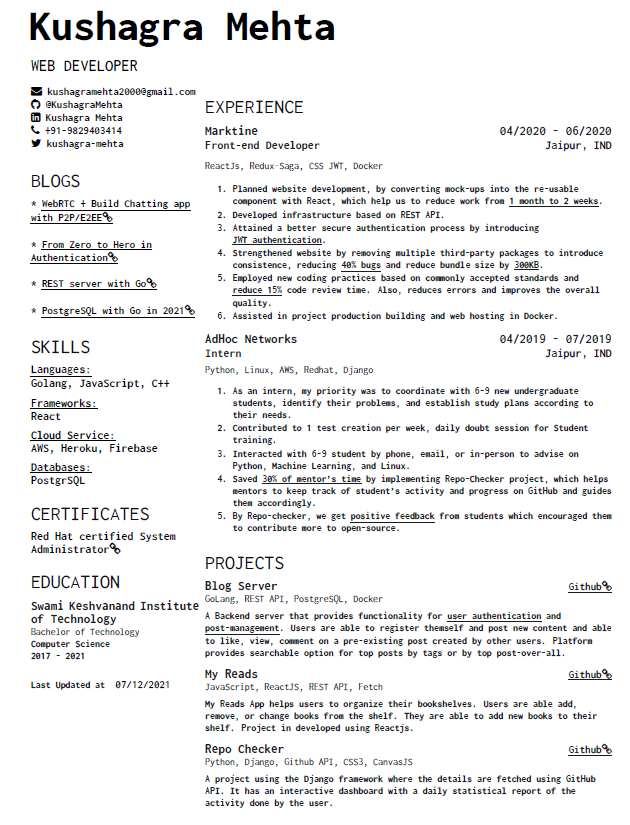 Kushagra Mehta
WEB DEVELOPER
kushagramehta2000@gmail.com
@KushagraMehta
Kushagra Mehta
+91-9829403414
kushagra-mehta
BLOGS
* WebRTC + Build Chatting app
with P2P/E2EE
* From Zero to Hero in
Authentication
* REST server with Go
* PostgreSQL with Go in 2021
SKILLS
Languages:
Golang, JavaScript, C++
Frameworks:
React
Cloud Service:
AWS, Heroku, Firebase
Databases:
PostgrSQL
CERTIFICATES
Red Hat certified System
Administrator
EDUCATION
Swami Keshvanand Institute
of Technology
Bachelor of Technology
Computer Science
2017 - 2021
Last Updated at 07/12/2021
EXPERIENCE
Marktine 04/2020 - 06/2020
Front-end Developer Jaipur, IND
ReactJs, Redux-Saga, CSS JWT, Docker
1. Planned website development, by converting mock-ups into the re-usable
component with React, which help us to reduce work from 1 month to 2 weeks.
2. Developed infrastructure based on REST API.
3. Attained a better secure authentication process by introducing
JWT authentication.
4. Strengthened website by removing multiple third-party packages to introduce
consistence, reducing 40% bugs and reduce bundle size by 300KB.
5. Employed new coding practices based on commonly accepted standards and
reduce 15% code review time. Also, reduces errors and improves the overall
quality.
6. Assisted in project production building and web hosting in Docker.
AdHoc Networks 04/2019 - 07/2019
Intern Jaipur, IND
Python, Linux, AWS, Redhat, Django
1. As an intern, my priority was to coordinate with 6-9 new undergraduate
students, identify their problems, and establish study plans according to
their needs.
2. Contributed to 1 test creation per week, daily doubt session for Student
training.
3. Interacted with 6-9 student by phone, email, or in-person to advise on
Python, Machine Learning, and Linux.
4. Saved 30% of mentor's time by implementing Repo-Checker project, which helps
mentors to keep track of student's activity and progress on GitHub and guides
them accordingly.
5. By Repo-checker, we get positive feedback from students which encouraged them
to contribute more to open-source.
PROJECTS
Blog Server Github
GoLang, REST API, PostgreSQL, Docker
A Backend server that provides functionality for user authentication and
post-management. Users are able to register themself and post new content and able
to like, view, comment on a pre-existing post created by other users. Platform
provides searchable option for top posts by tags or by top post-over-all.
My Reads Github
JavaScript, ReactJS, REST API, Fetch
My Reads App helps users to organize their bookshelves. Users are able add,
remove, or change books from the shelf. They are able to add new books to their
shelf. Project in developed using Reactjs.
Repo Checker Github
Python, Django, Github API, CSS3, CanvasJS
A project using the Django framework where the details are fetched using GitHub
API. It has an interactive dashboard with a daily statistical report of the
activity done by the user.